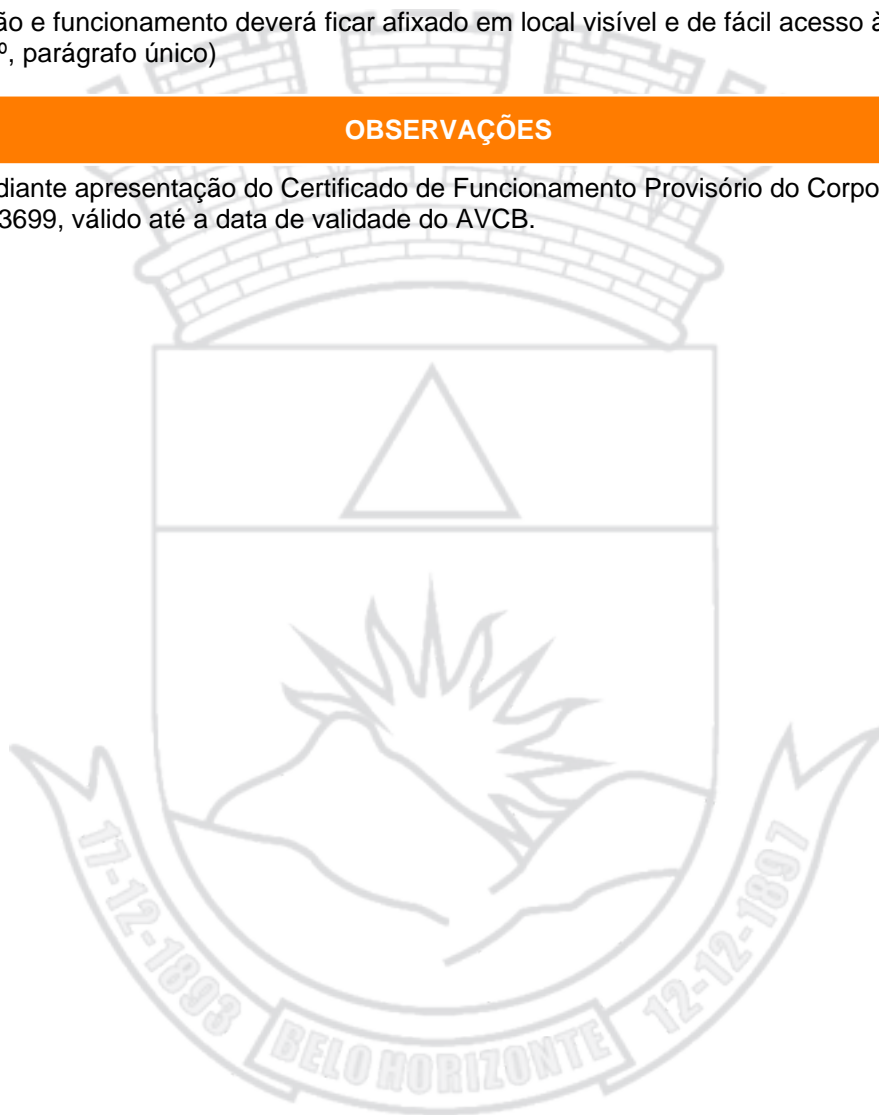 ão e funcionamento deverá ficar afixado em local visível e de fácil acesso à
º, parágrafo único)
OBSERVAÇÕES
diante apresentação do Certificado de Funcionamento Provisório do Corpo
3699, válido até a data de validade do AVCB.
17-12-1893
BELO HORIZONTE
12-12-1897